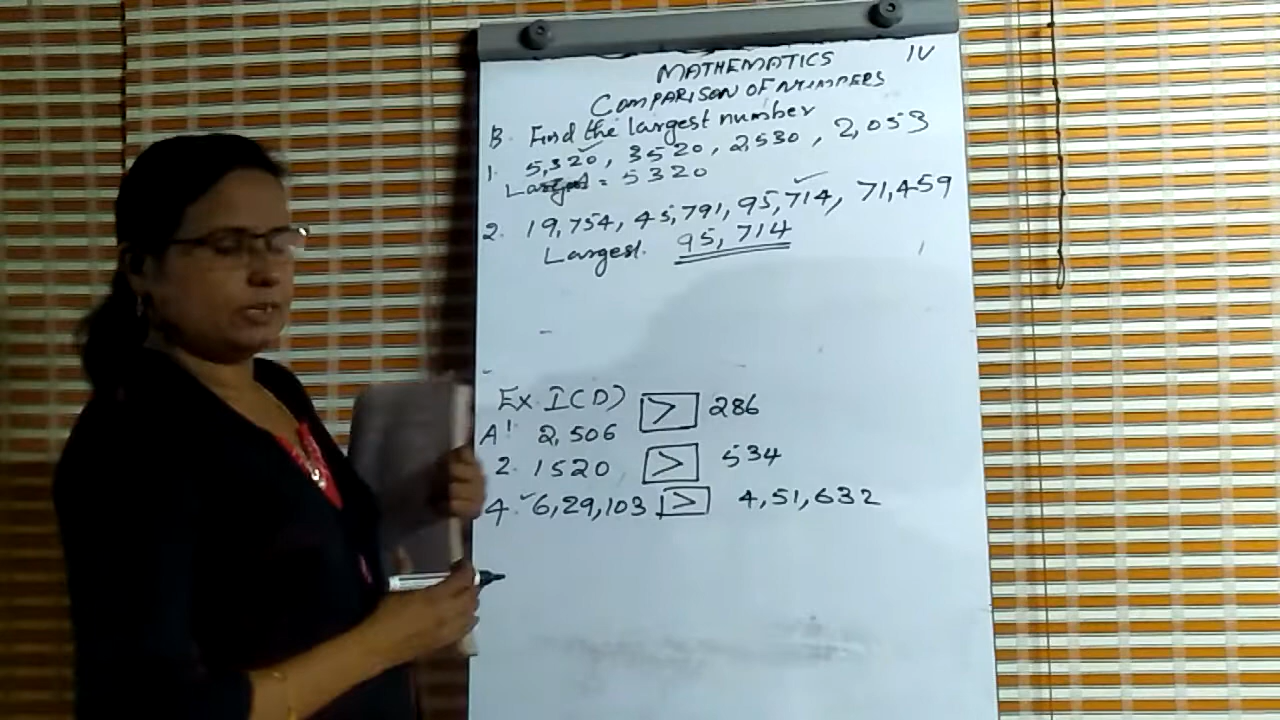 MATHEMATICS IV
COMPARISON OF NUMBERS
B. Find the largest number
1. 5,320, 3520, 2,530, 2,053
Largest = 5320
2. 19,754, 45,791, 95,714, 71,459
Largest. 95,714
Ex. I(D)
A1 2,506 > 286
2. 1520 > 534
4. 6,29,103 > 4,51,632